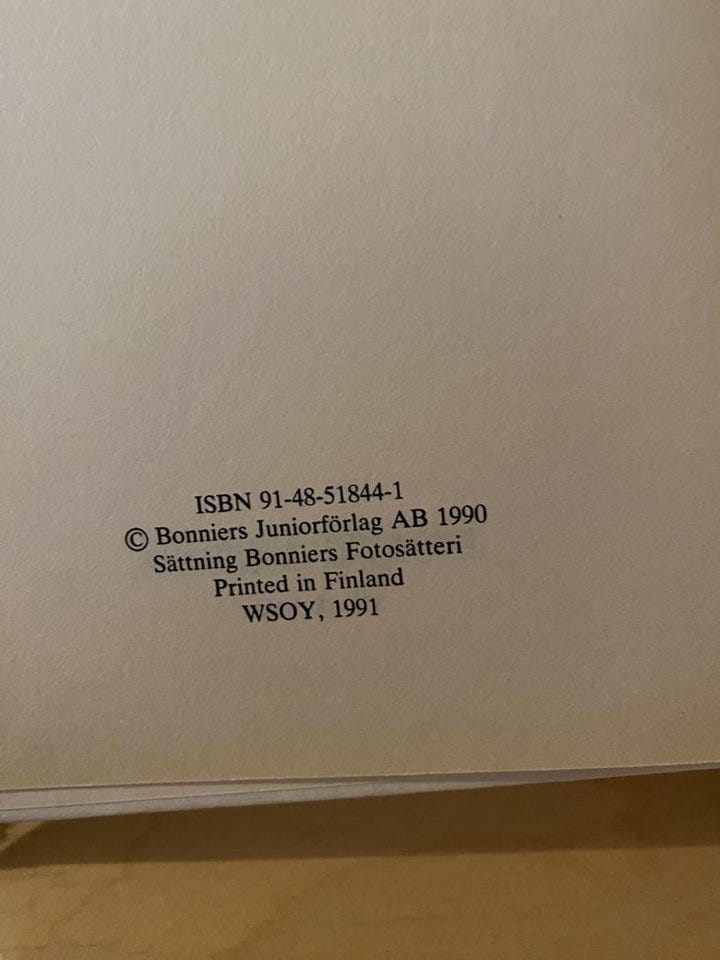 ISBN 91-48-51844-1
© Bonniers Juniorförlag AB 1990
Sättning Bonniers Fotosätteri
Printed in Finland
WSOY, 1991